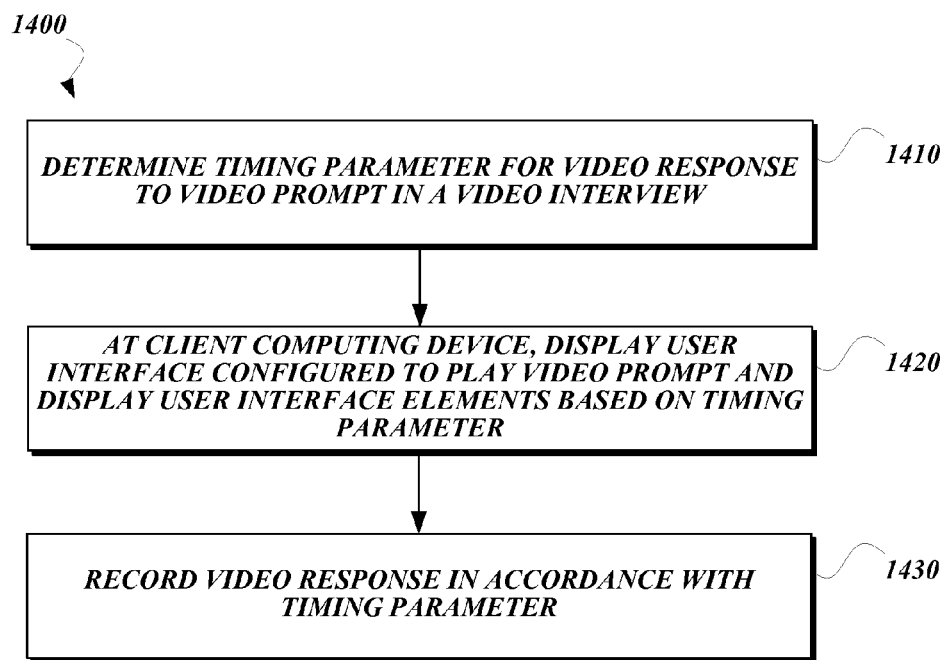 1400
DETERMINE TIMING PARAMETER FOR VIDEO RESPONSE
TO VIDEO PROMPT IN A VIDEO INTERVIEW
1410
AT CLIENT COMPUTING DEVICE, DISPLAY USER
INTERFACE CONFIGURED TO PLAY VIDEO PROMPT AND
DISPLAY USER INTERFACE ELEMENTS BASED ON TIMING
PARAMETER
1420
RECORD VIDEO RESPONSE IN ACCORDANCE WITH
TIMING PARAMETER
1430